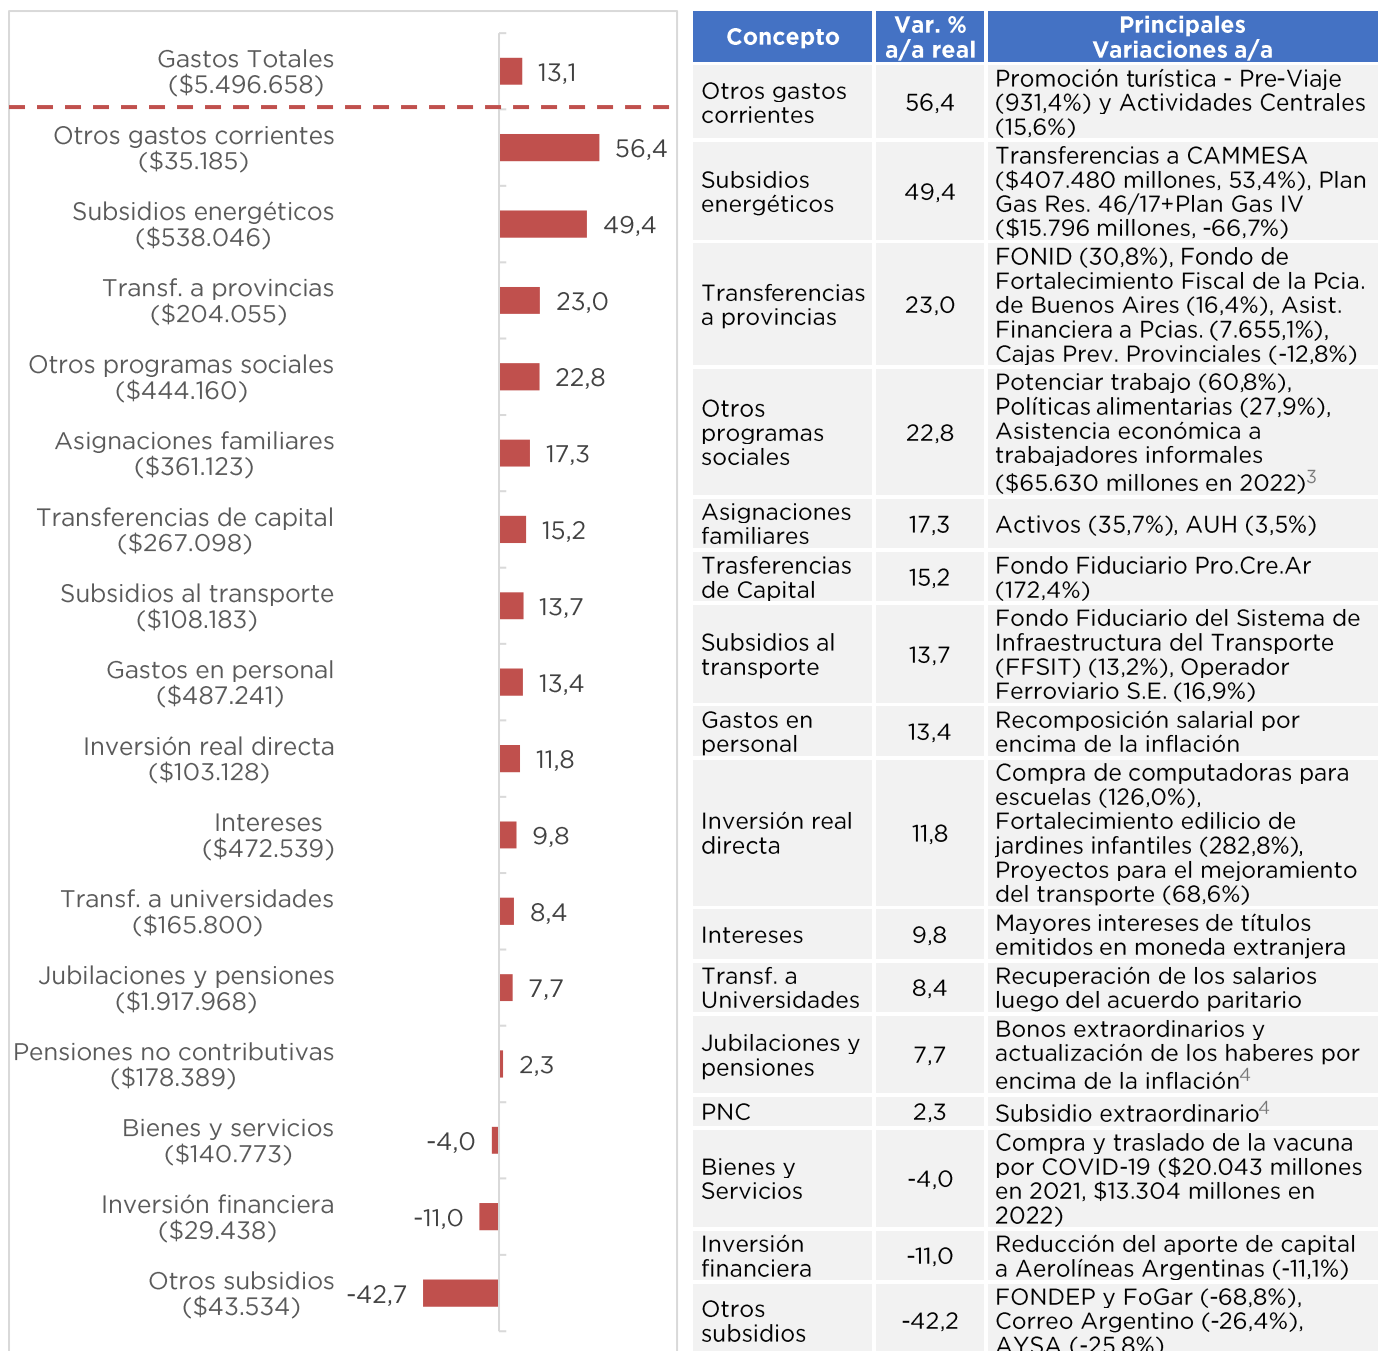 Gastos Totales
($5.496.658)
13,1
Otros gastos corrientes
($35.185)
56,4
Subsidios energéticos
($538.046)
49,4
Transf. a provincias
($204.055)
23,0
Otros programas sociales
($444.160)
22,8
Asignaciones familiares
($361.123)
17,3
Transferencias de capital
($267.098)
15,2
Subsidios al transporte
($108.183)
13,7
Gastos en personal
($487.241)
13,4
Inversión real directa
($103.128)
11,8
Intereses
($472.539)
9,8
Transf. a universidades
($165.800)
8,4
Jubilaciones y pensiones
($1.917.968)
7,7
Pensiones no contributivas
($178.389)
2,3
Bienes y servicios
($140.773)
-4,0
Inversión financiera
($29.438)
-11,0
Otros subsidios
($43.534)
-42,7
Concepto
Var. %
a/a real
Principales
Variaciones a/a
Otros gastos
corrientes
56,4
Promoción turística - Pre-Viaje
(931,4%) y Actividades Centrales
(15,6%)
Subsidios
energéticos
49,4
Transferencias a CAMMESA
($407.480 millones, 53,4%), Plan
Gas Res. 46/17+Plan Gas IV
($15.796 millones, -66,7%)
Transferencias
a provincias
23,0
FONID (30,8%), Fondo de
Fortalecimiento Fiscal de la Pcia.
de Buenos Aires (16,4%), Asist.
Financiera a Pcias. (7.655,1%),
Cajas Prev. Provinciales (-12,8%)
Otros
programas
sociales
22,8
Potenciar trabajo (60,8%),
Políticas alimentarias (27,9%),
Asistencia económica a
trabajadores informales
($65.630 millones en 2022)3
Asignaciones
familiares
17,3
Activos (35,7%), AUH (3,5%)
Trasferencias
de Capital
15,2
Fondo Fiduciario Pro.Cre.Ar
(172,4%)
Subsidios al
transporte
13,7
Fondo Fiduciario del Sistema de
Infraestructura del Transporte
(FFSIT) (13,2%), Operador
Ferroviario S.E. (16,9%)
Gastos en
personal
13,4
Recomposición salarial por
encima de la inflación
Inversión real
directa
11,8
Compra de computadoras para
escuelas (126,0%),
Fortalecimiento edilicio de
jardines infantiles (282,8%),
Proyectos para el mejoramiento
del transporte (68,6%)
Intereses
9,8
Mayores intereses de títulos
emitidos en moneda extranjera
Transf. a
Universidades
8,4
Recuperación de los salarios
luego del acuerdo paritario
Jubilaciones y
pensiones
7,7
Bonos extraordinarios y
actualización de los haberes por
encima de la inflación4
PNC
2,3
Subsidio extraordinario4
Bienes y
Servicios
-4,0
Compra y traslado de la vacuna
por COVID-19 ($20.043 millones
en 2021, $13.304 millones en
2022)
Inversión
financiera
-11,0
Reducción del aporte de capital
a Aerolíneas Argentinas (-11,1%)
Otros
subsidios
-42,2
FONDEP y FoGar (-68,8%),
Correo Argentino (-26,4%),
AYSA (-25,8%)